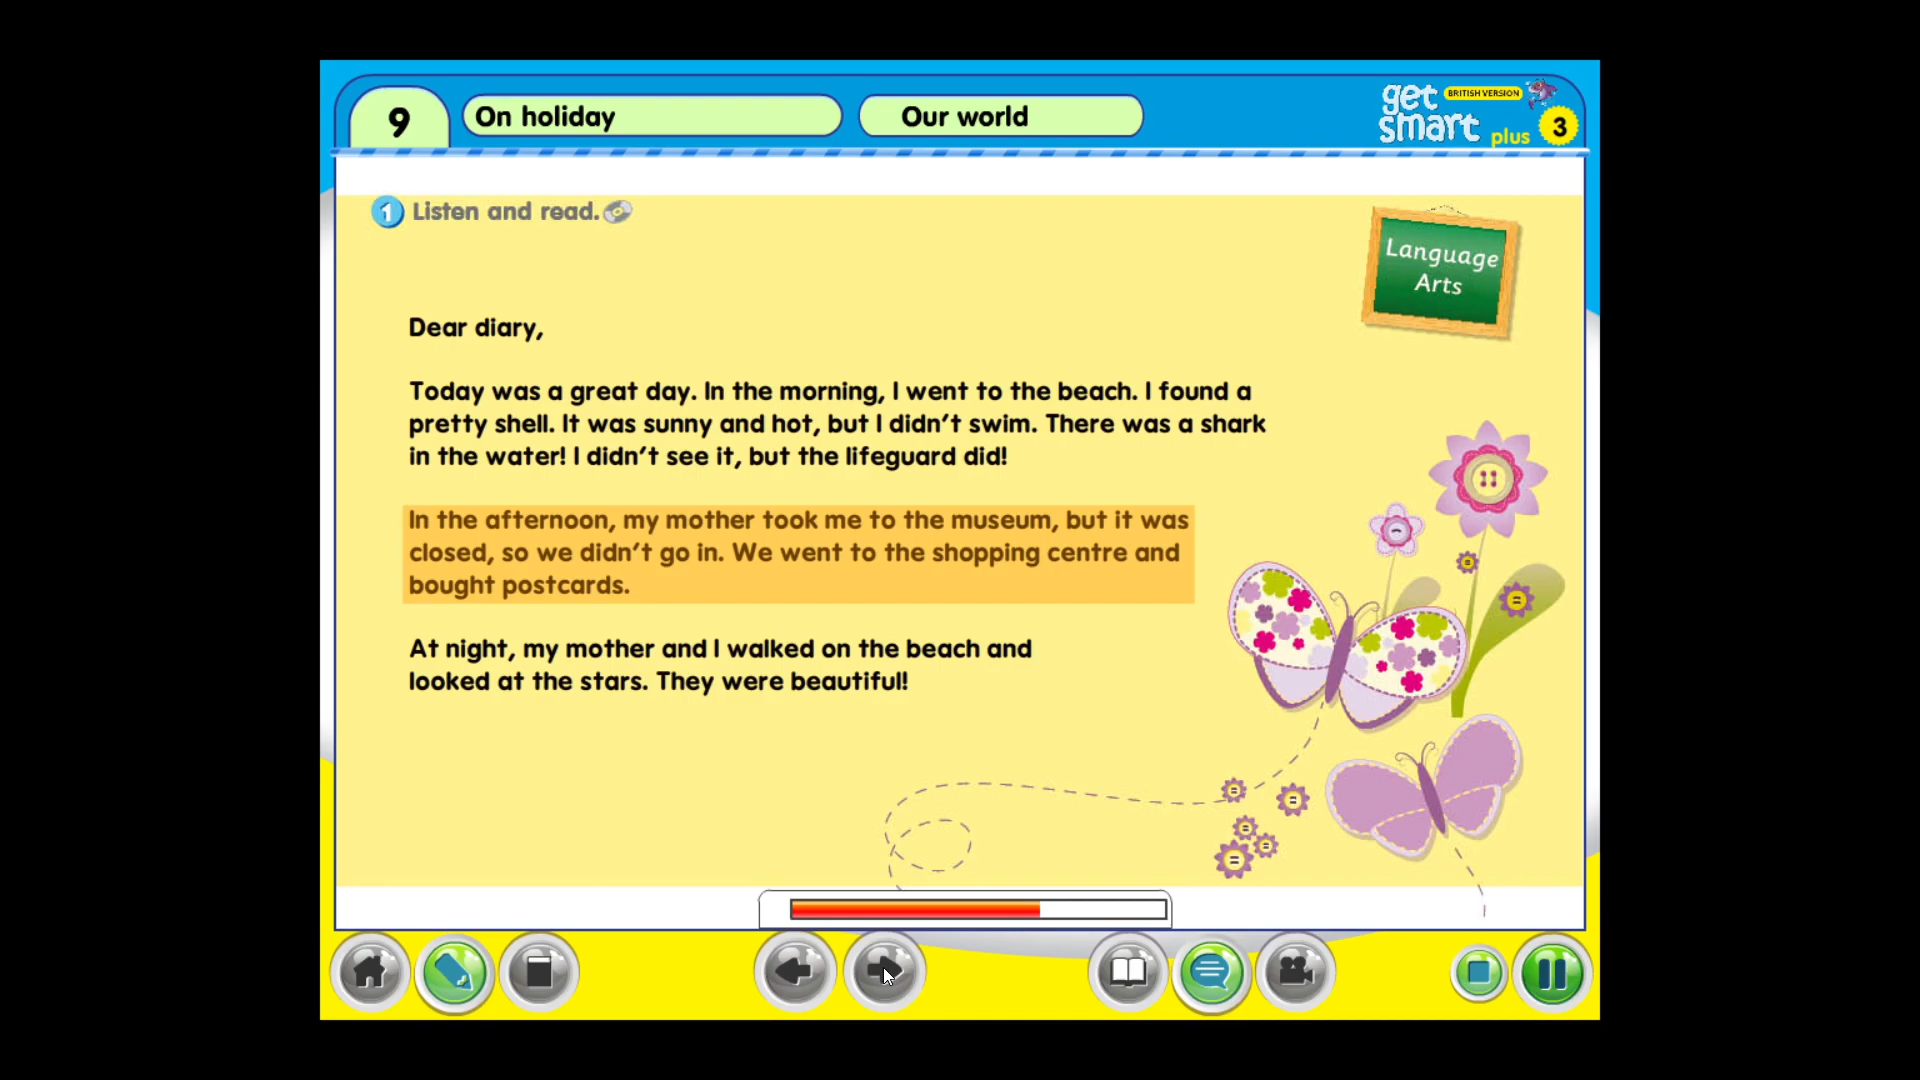 9
On holiday
Our world
get
BRITISH VERSION
smart
plus
3
1 Listen and read.
Language
Arts
Dear diary,
Today was a great day. In the morning, I went to the beach. I found a
pretty shell. It was sunny and hot, but I didn't swim. There was a shark
in the water! I didn't see it, but the lifeguard did!
In the afternoon, my mother took me to the museum, but it was
closed, so we didn't go in. We went to the shopping centre and
bought postcards.
At night, my mother and I walked on the beach and
looked at the stars. They were beautiful!